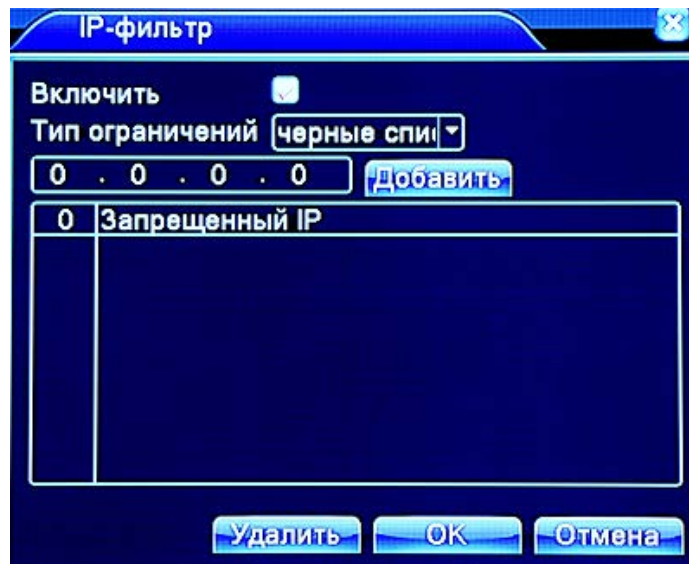 IP-фильтр
Включить
Тип ограничений черные спи
0 . 0 . 0 . 0 Добавить
0 Запрещенный IP
Удалить OK Отмена